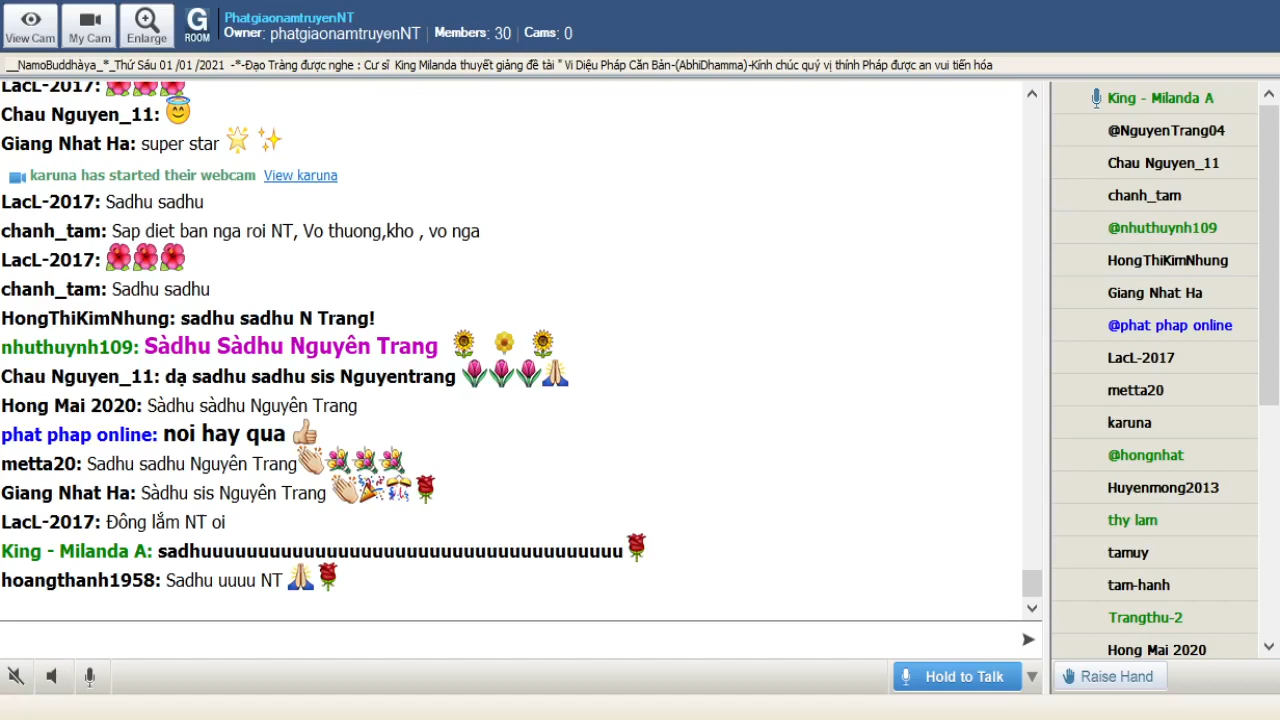 View Cam
My Cam
Enlarge
G
ROOM
PhatgiaonamtruyenNT
Owner: phatgiaonamtruyenNT | Members: 30 | Cams: 0
__NamoBuddhàya_*_Thứ Sáu 01 /01 /2021 -*-Đạo Tràng được nghe : Cư sĩ King Milanda thuyết giảng đề tài " Vi Diệu Pháp Căn Bản-(AbhiDhamma)-Kính chúc quý vị thính Pháp được an vui tiến hóa
LacL-2017:
Chau Nguyen_11:
Giang Nhat Ha: super star
karuna has started their webcam View karuna
LacL-2017: Sadhu sadhu
chanh_tam: Sap diet ban nga roi NT, Vo thuong,kho , vo nga
LacL-2017:
chanh_tam: Sadhu sadhu
HongThiKimNhung: sadhu sadhu N Trang!
nhuthuynh109: Sàdhu Sàdhu Nguyên Trang
Chau Nguyen_11: dạ sadhu sadhu sis Nguyentrang
Hong Mai 2020: Sàdhu sàdhu Nguyên Trang
phat phap online: noi hay qua
metta20: Sadhu sadhu Nguyên Trang
Giang Nhat Ha: Sàdhu sis Nguyên Trang
LacL-2017: Đông lắm NT oi
King - Milanda A: sadhuuuuuuuuuuuuuuuuuuuuuuuuuuuuuuuuuuuuu
hoangthanh1958: Sadhu uuuu NT
Hold to Talk
King - Milanda A
@NguyenTrang04
Chau Nguyen_11
chanh_tam
@nhuthuynh109
HongThiKimNhung
Giang Nhat Ha
@phat phap online
LacL-2017
metta20
karuna
@hongnhat
Huyenmong2013
thy lam
tamuy
tam-hanh
Trangthu-2
Hong Mai 2020
Raise Hand